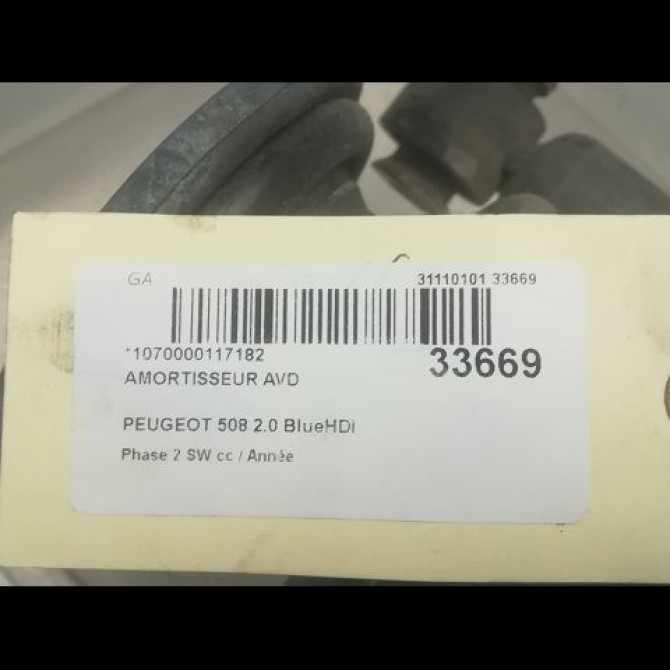 GA 31110101 33669
*1070000117182 33669
AMORTISSEUR AVD
PEUGEOT 508 2.0 BlueHDi
Phase 2 SW cc / Année